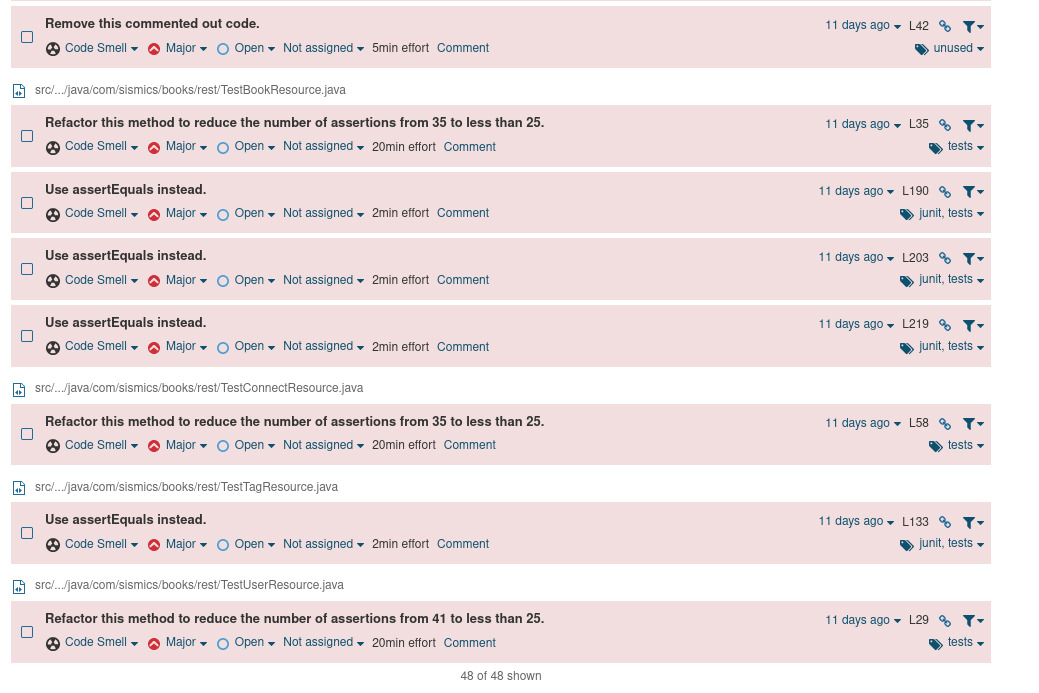 Remove this commented out code.
11 days ago L42
Code Smell Major Open Not assigned 5min effort Comment
unused
src/.../java/com/sismics/books/rest/TestBookResource.java
Refactor this method to reduce the number of assertions from 35 to less than 25.
11 days ago L35
Code Smell Major Open Not assigned 20min effort Comment
tests
Use assertEquals instead.
11 days ago L190
Code Smell Major Open Not assigned 2min effort Comment
junit, tests
Use assertEquals instead.
11 days ago L203
Code Smell Major Open Not assigned 2min effort Comment
junit, tests
Use assertEquals instead.
11 days ago L219
Code Smell Major Open Not assigned 2min effort Comment
junit, tests
src/.../java/com/sismics/books/rest/TestConnectResource.java
Refactor this method to reduce the number of assertions from 35 to less than 25.
11 days ago L58
Code Smell Major Open Not assigned 20min effort Comment
tests
src/.../java/com/sismics/books/rest/TestTagResource.java
Use assertEquals instead.
11 days ago L133
Code Smell Major Open Not assigned 2min effort Comment
junit, tests
src/.../java/com/sismics/books/rest/TestUserResource.java
Refactor this method to reduce the number of assertions from 41 to less than 25.
11 days ago L29
Code Smell Major Open Not assigned 20min effort Comment
tests
48 of 48 shown